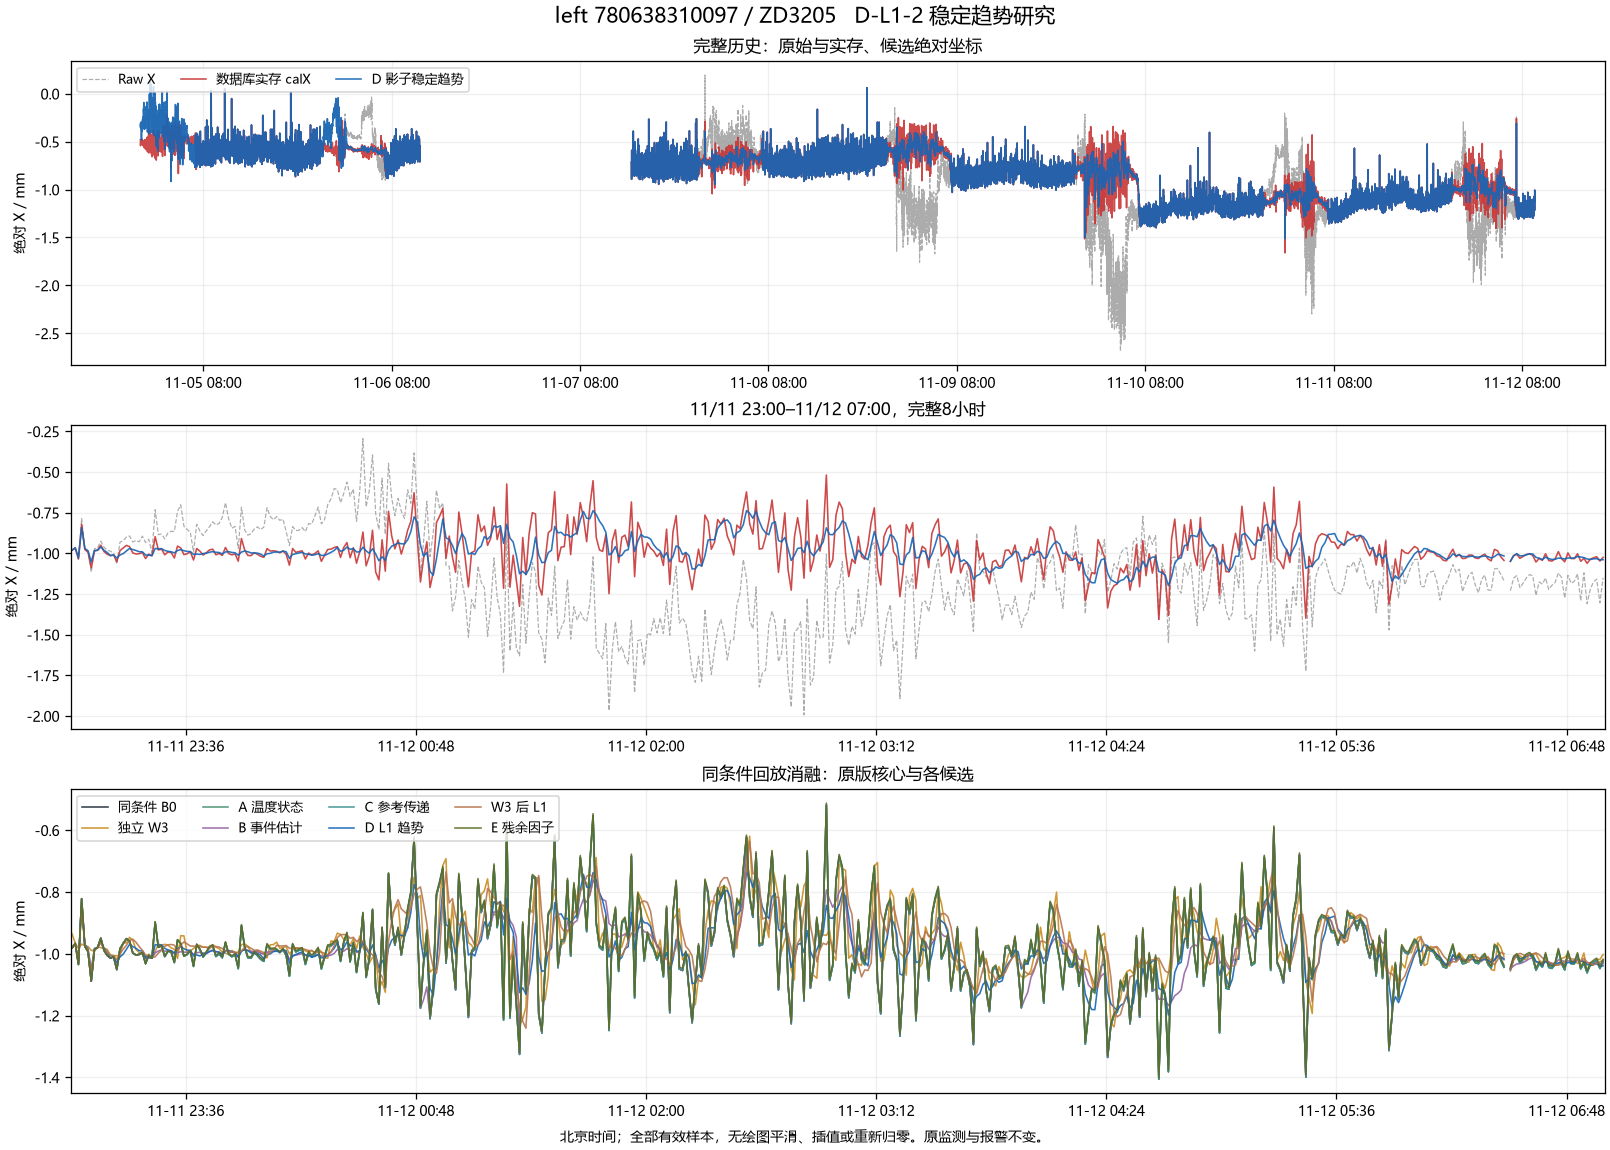 left 780638310097 / ZD3205   D-L1-2 稳定趋势研究
完整历史：原始与实存、候选绝对坐标
Raw X
数据库实存 calX
D 影子稳定趋势
绝对 X / mm
0.0
-0.5
-1.0
-1.5
-2.0
-2.5
11-05 08:00
11-06 08:00
11-07 08:00
11-08 08:00
11-09 08:00
11-10 08:00
11-11 08:00
11-12 08:00
11/11 23:00–11/12 07:00，完整8小时
绝对 X / mm
-0.25
-0.50
-0.75
-1.00
-1.25
-1.50
-1.75
-2.00
11-11 23:36
11-12 00:48
11-12 02:00
11-12 03:12
11-12 04:24
11-12 05:36
11-12 06:48
同条件回放消融：原版核心与各候选
同条件 B0
A 温度状态
C 参考传递
W3 后 L1
独立 W3
B 事件估计
D L1 趋势
E 残余因子
绝对 X / mm
-0.6
-0.8
-1.0
-1.2
-1.4
11-11 23:36
11-12 00:48
11-12 02:00
11-12 03:12
11-12 04:24
11-12 05:36
11-12 06:48
北京时间；全部有效样本，无绘图平滑、插值或重新归零。原监测与报警不变。